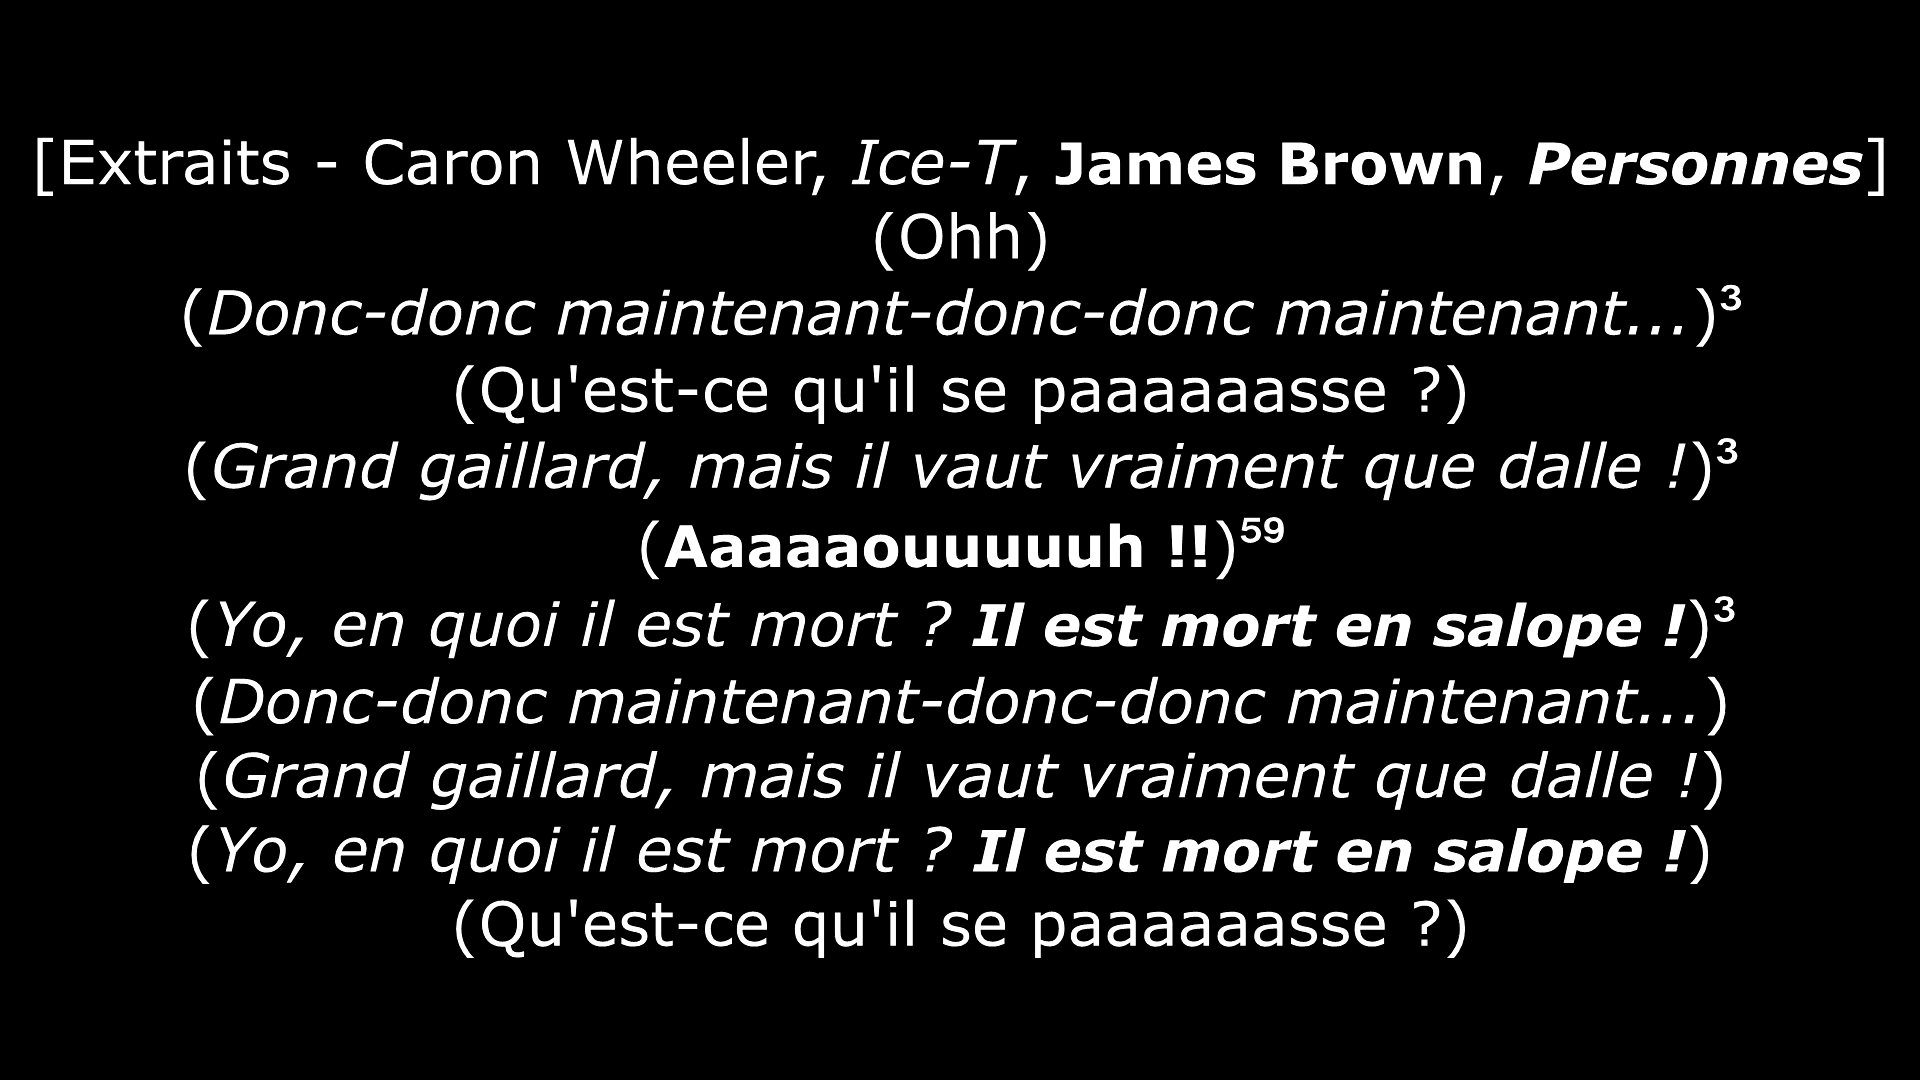 [Extraits - Caron Wheeler, Ice-T, James Brown, Personnes]
(Ohh)
(Donc-donc maintenant-donc-donc maintenant...)³
(Qu'est-ce qu'il se paaaaaasse ?)
(Grand gaillard, mais il vaut vraiment que dalle !)³
(Aaaaaouuuuuh !!)⁵⁹
(Yo, en quoi il est mort ? Il est mort en salope !)³
(Donc-donc maintenant-donc-donc maintenant...)
(Grand gaillard, mais il vaut vraiment que dalle !)
(Yo, en quoi il est mort ? Il est mort en salope !)
(Qu'est-ce qu'il se paaaaaasse ?)